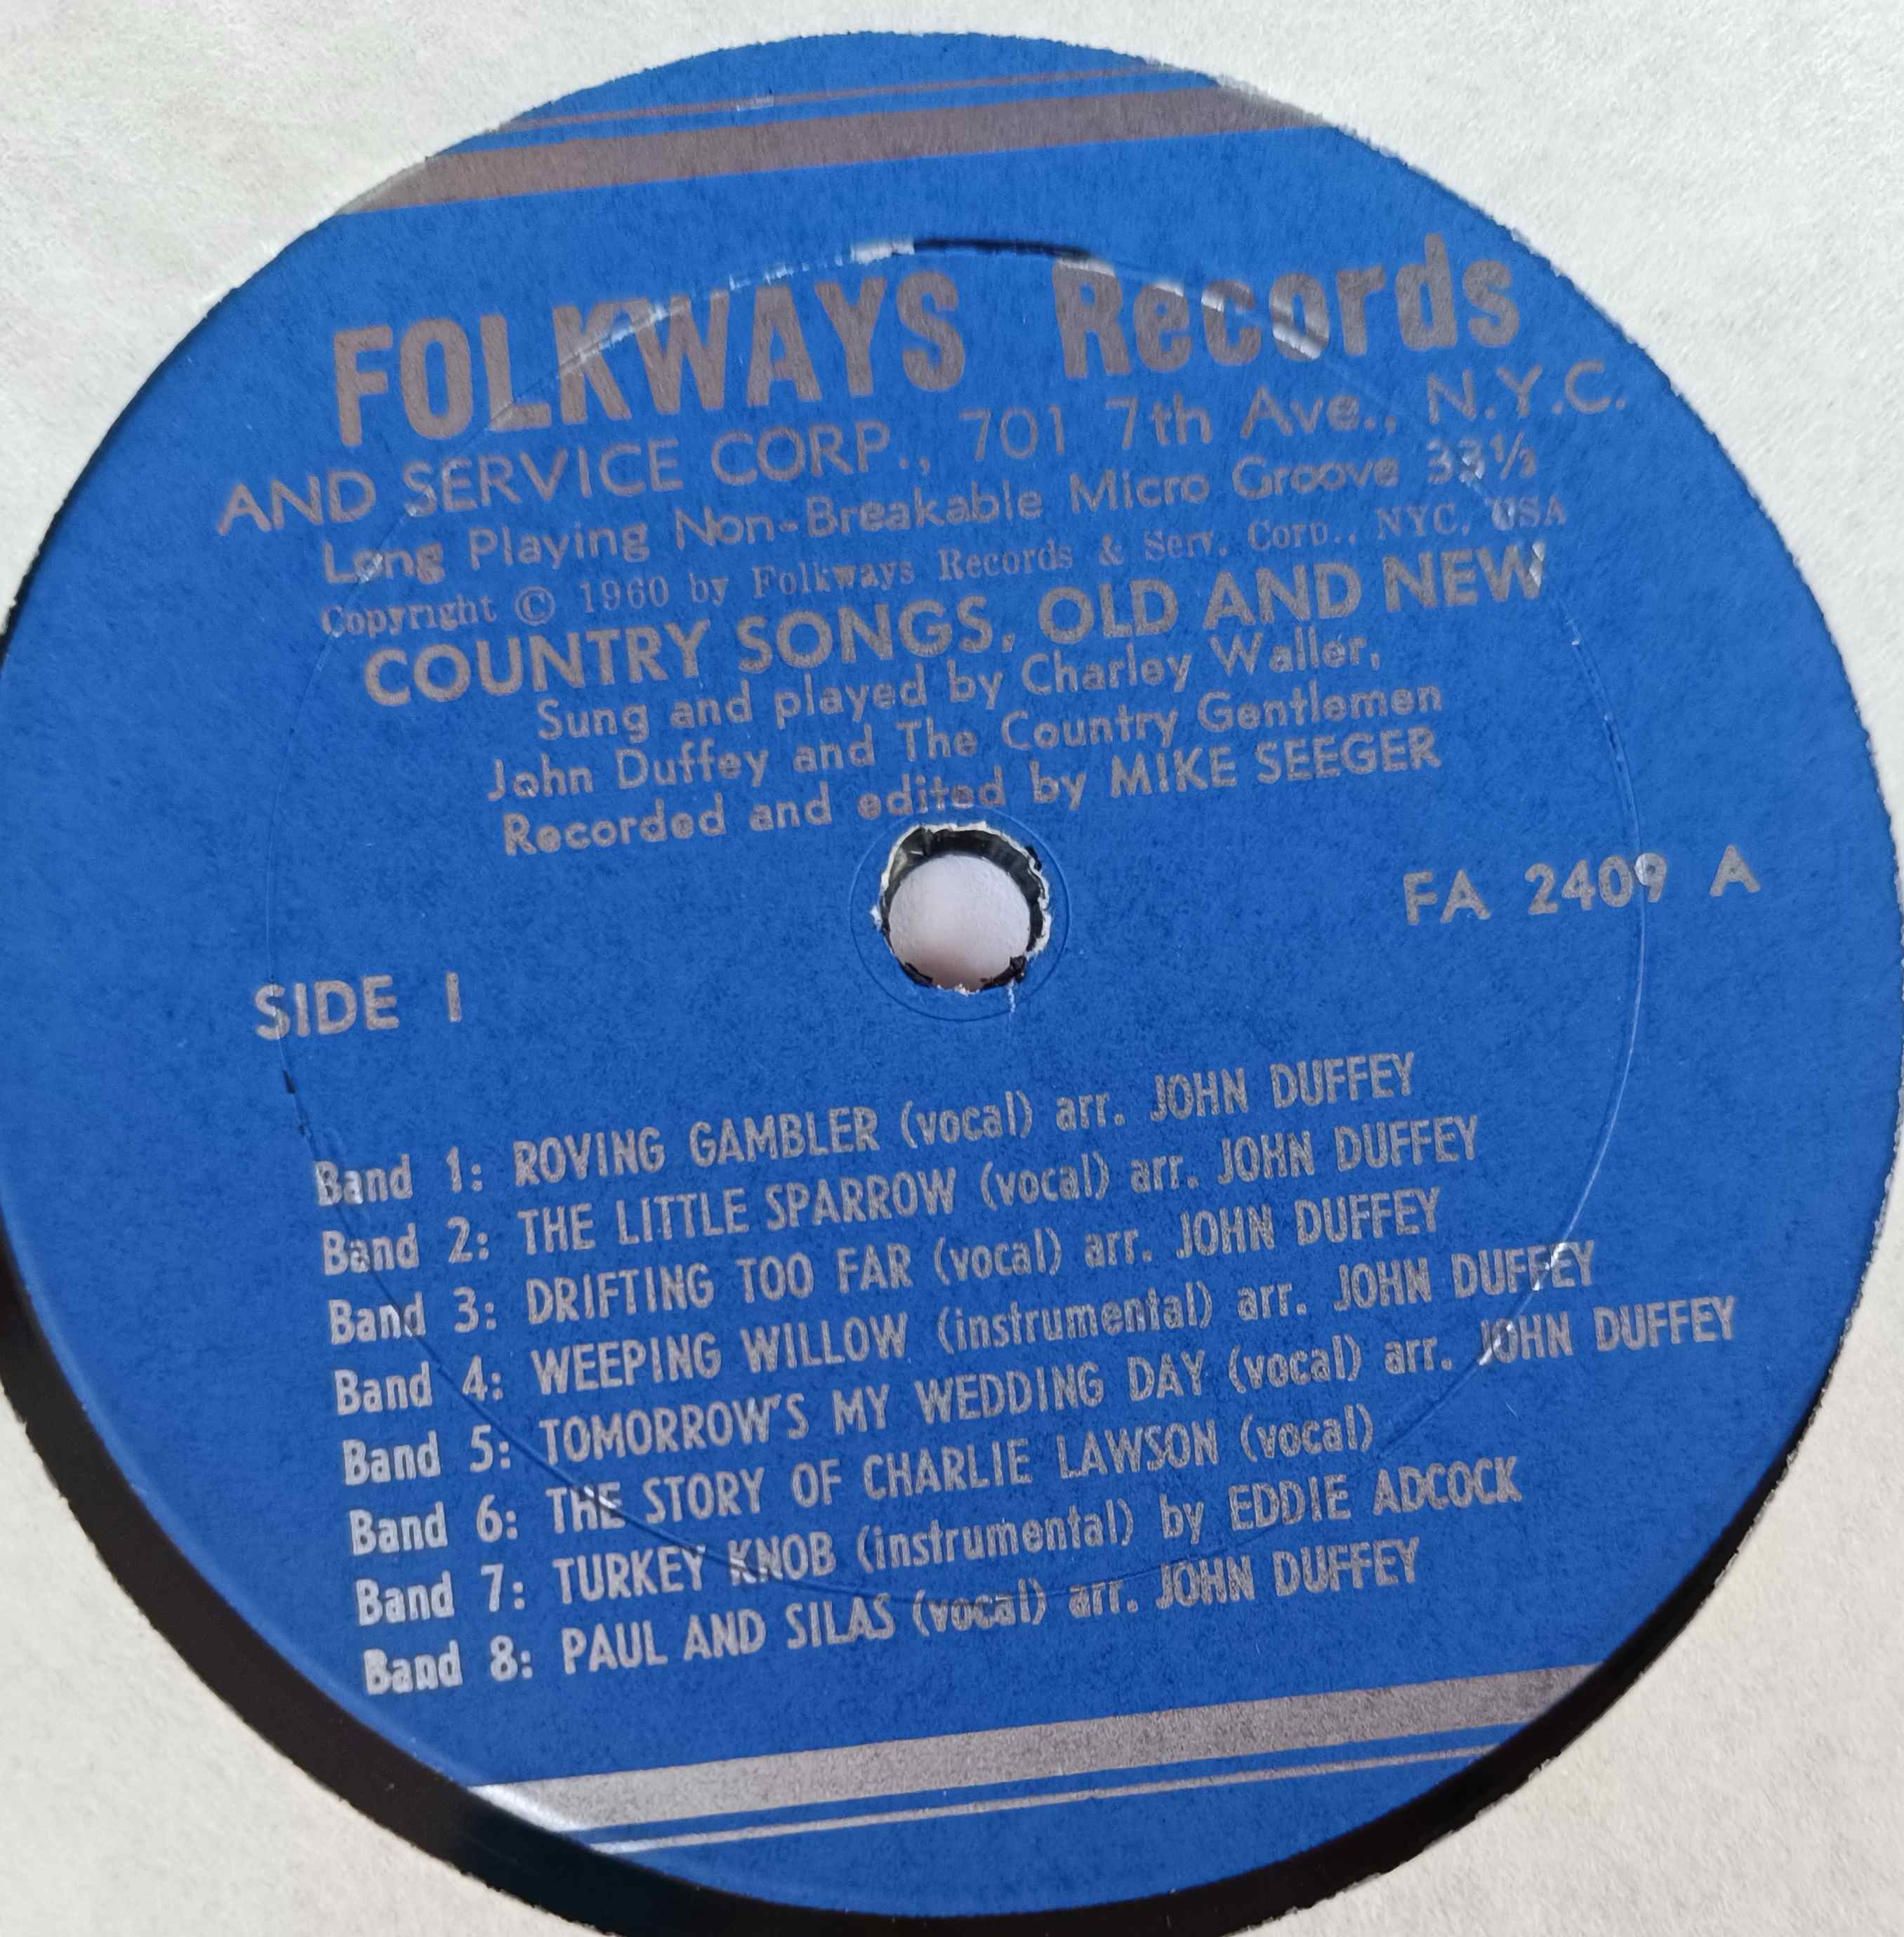 FOLKWAYS Records
AND SERVICE CORP., 701 7th Ave., N.Y.C.
Long Playing Non-Breakable Micro Groove 33⅓
Copyright © 1960 by Folkways Records & Serv. Corp., NYC, USA
COUNTRY SONGS, OLD AND NEW
Sung and played by Charley Waller,
John Duffey and The Country Gentlemen
Recorded and edited by MIKE SEEGER
FA 2409 A
SIDE I
Band 1: ROVING GAMBLER (vocal) arr. JOHN DUFFEY
Band 2: THE LITTLE SPARROW (vocal) arr. JOHN DUFFEY
Band 3: DRIFTING TOO FAR (vocal) arr. JOHN DUFFEY
Band 4: WEEPING WILLOW (instrumental) arr. JOHN DUFFEY
Band 5: TOMORROW'S MY WEDDING DAY (vocal) arr. JOHN DUFFEY
Band 6: THE STORY OF CHARLIE LAWSON (vocal)
Band 7: TURKEY KNOB (instrumental) by EDDIE ADCOCK
Band 8: PAUL AND SILAS (vocal) arr. JOHN DUFFEY